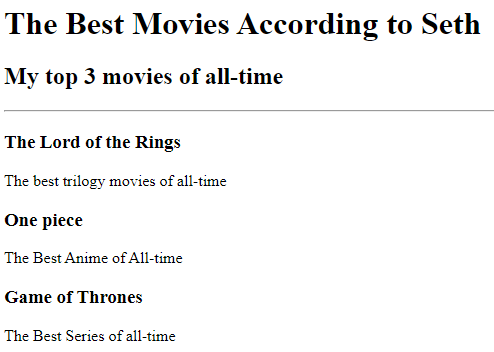 The Best Movies According to Seth
My top 3 movies of all-time
The Lord of the Rings
The best trilogy movies of all-time
One piece
The Best Anime of All-time
Game of Thrones
The Best Series of all-time